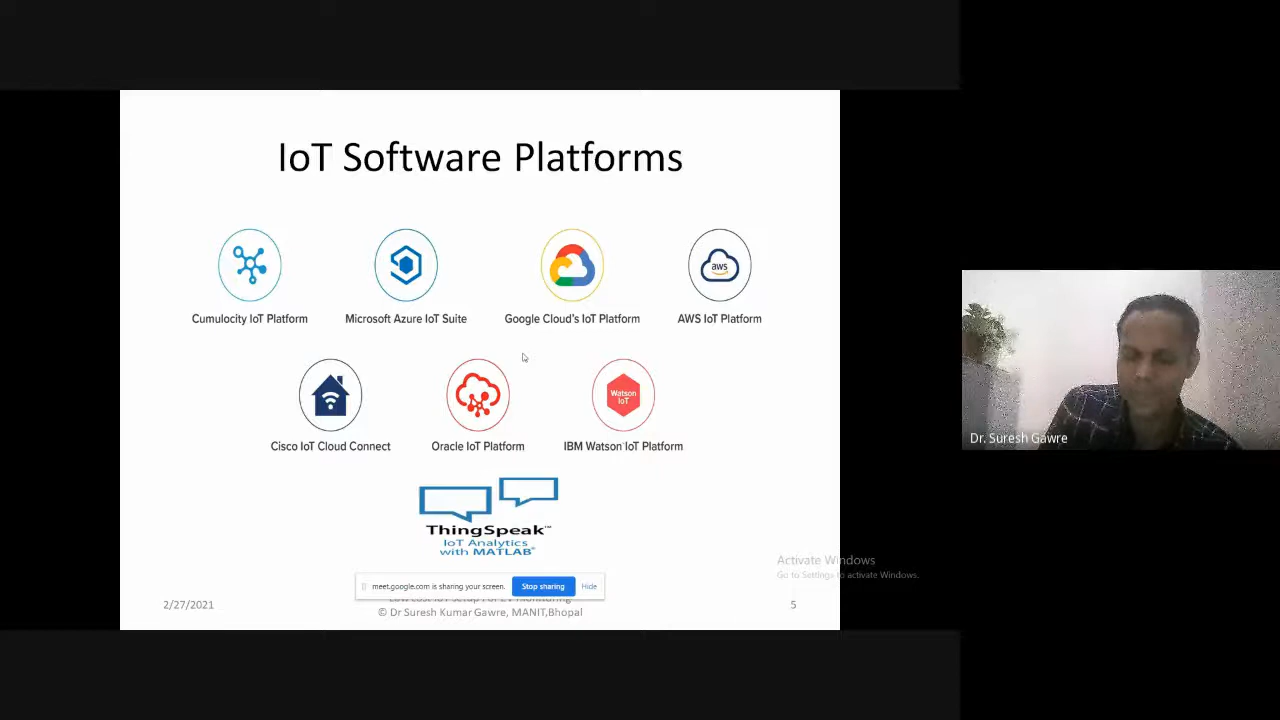 IoT Software Platforms
aws
Cumulocity IoT Platform
Microsoft Azure IoT Suite
Google Cloud's IoT Platform
AWS IoT Platform
Watson
IoT
Cisco IoT Cloud Connect
Oracle IoT Platform
IBM Watson IoT Platform
ThingSpeak™
IoT Analytics
with MATLAB®
meet.google.com is sharing your screen.
Stop sharing
Hide
2/27/2021
© Dr Suresh Kumar Gawre, MANIT,Bhopal
5
Activate Windows
Go to Settings to activate Windows.
Dr. Suresh Gawre